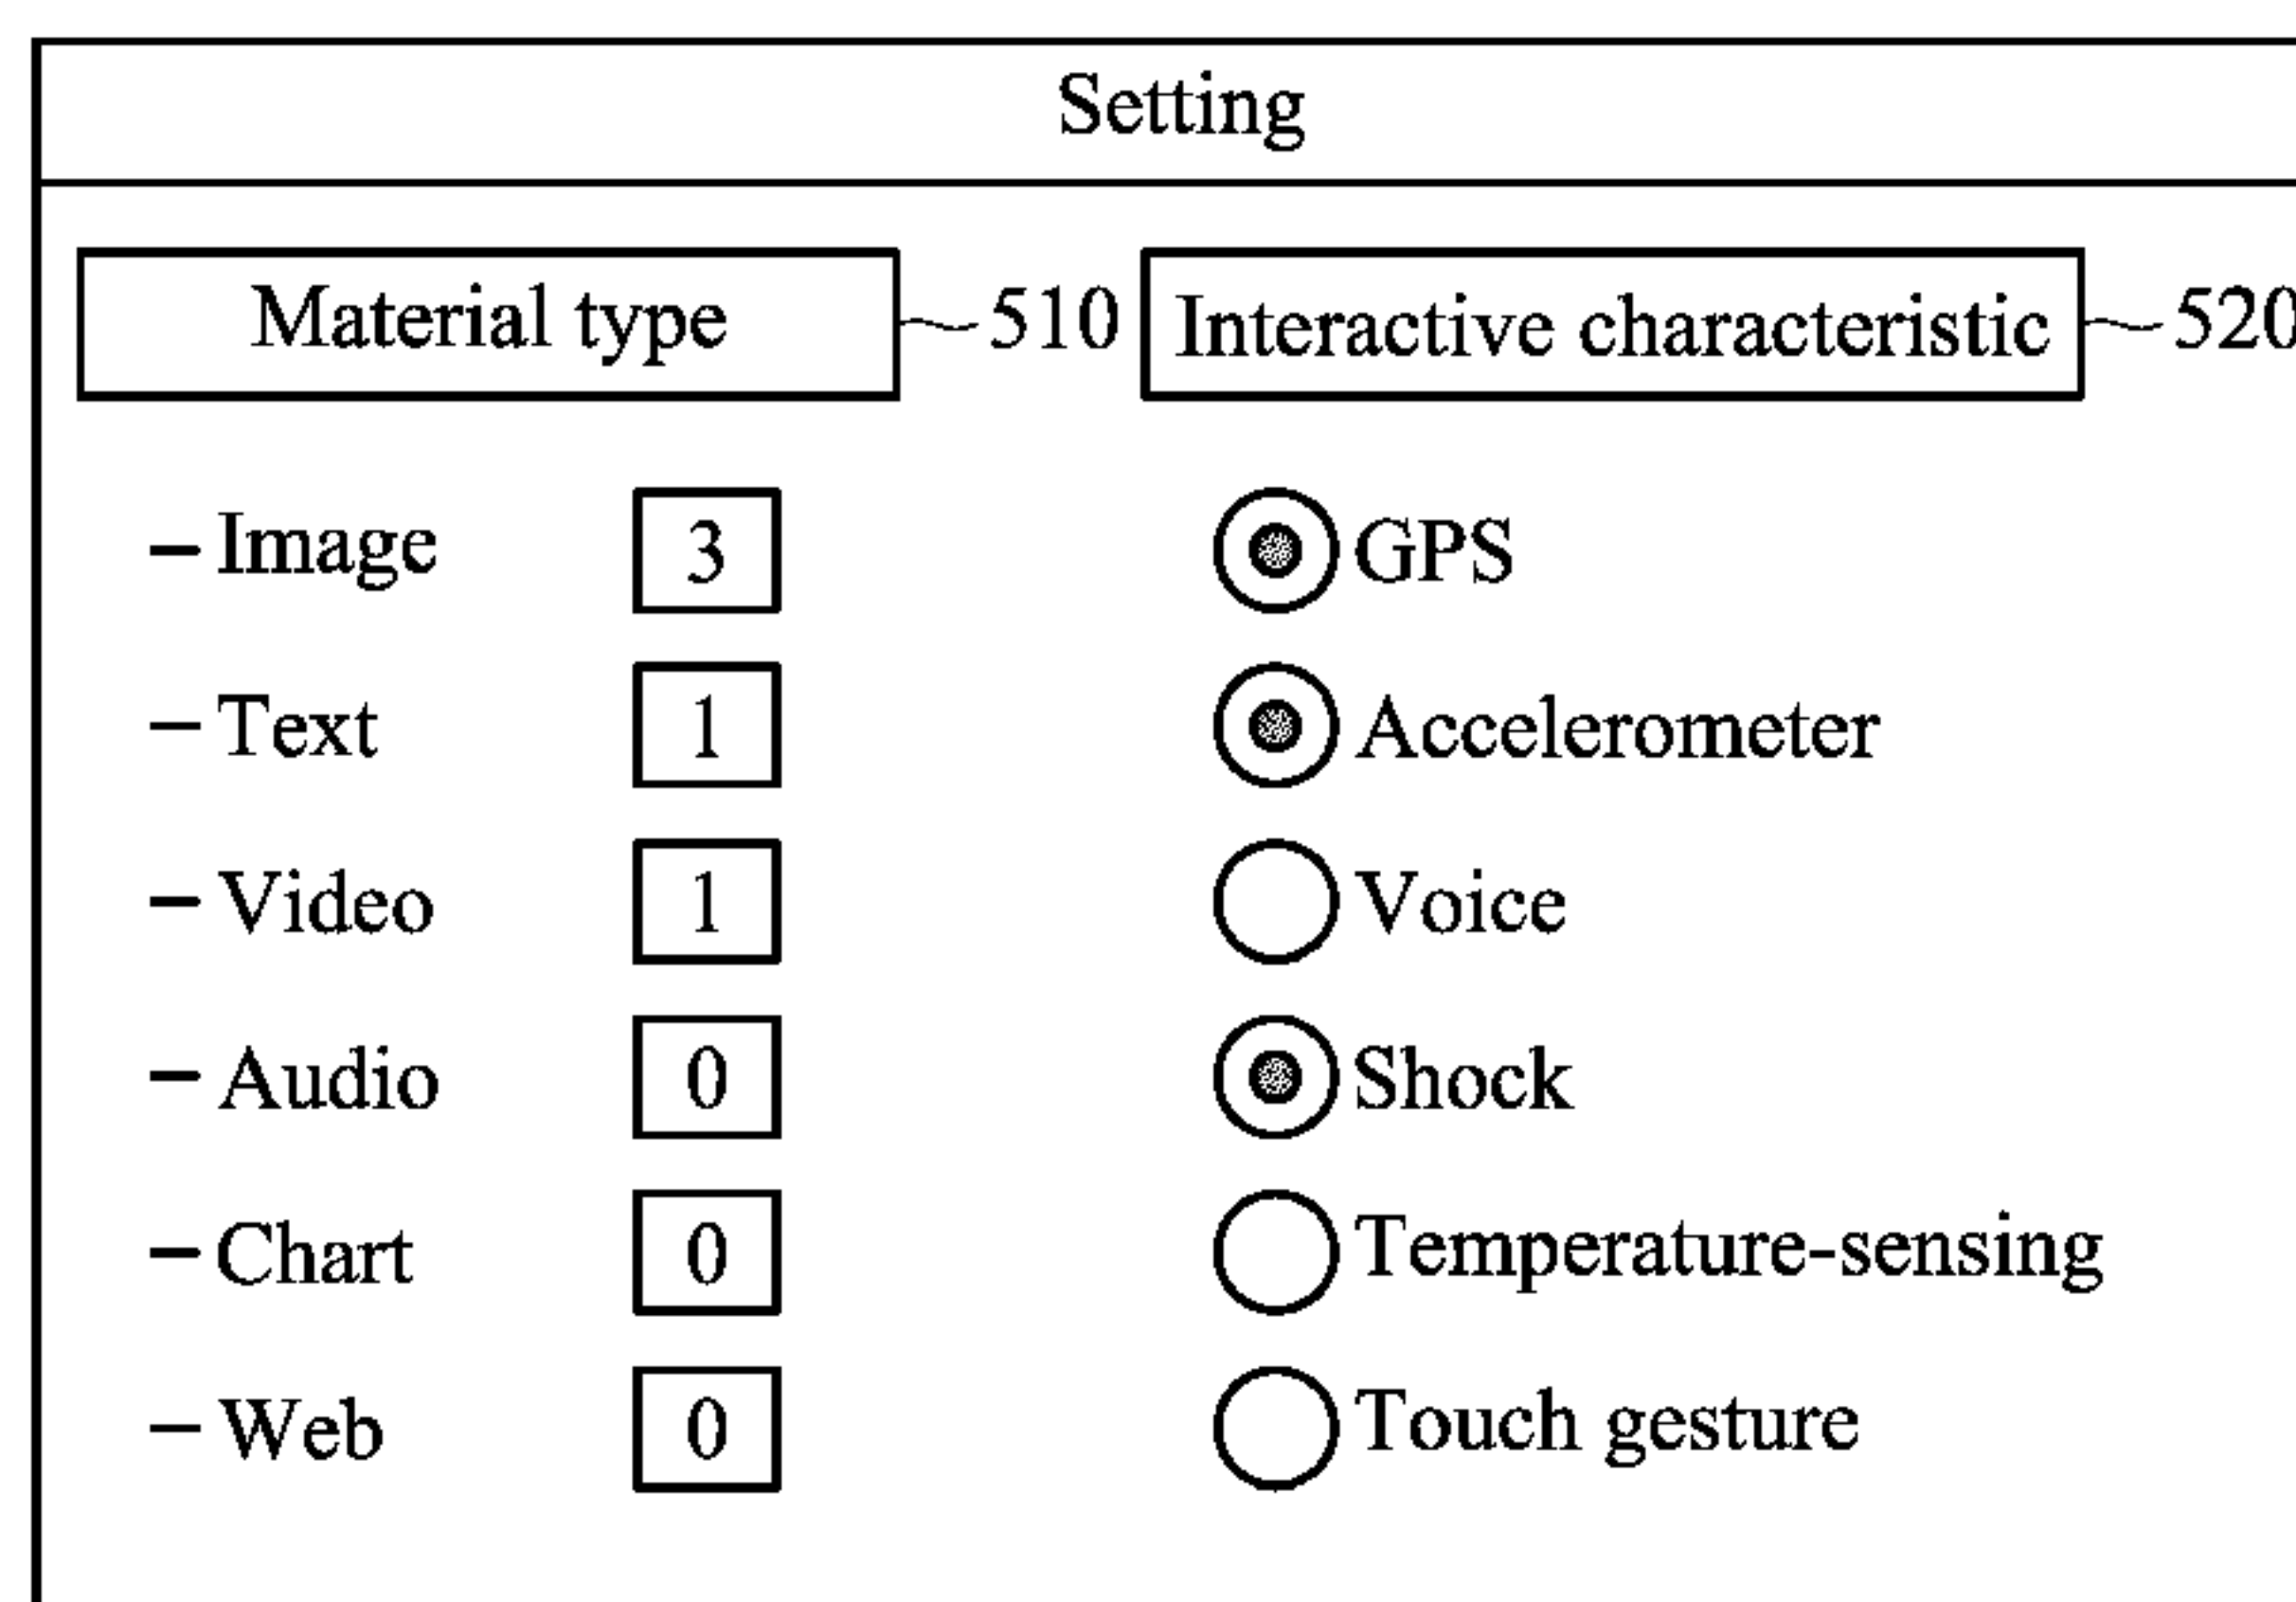 Setting
Material type 510 Interactive characteristic 520
Image 3 GPS
Text 1 Accelerometer
Video 1 Voice
Audio 0 Shock
Chart 0 Temperature-sensing
Web 0 Touch gesture